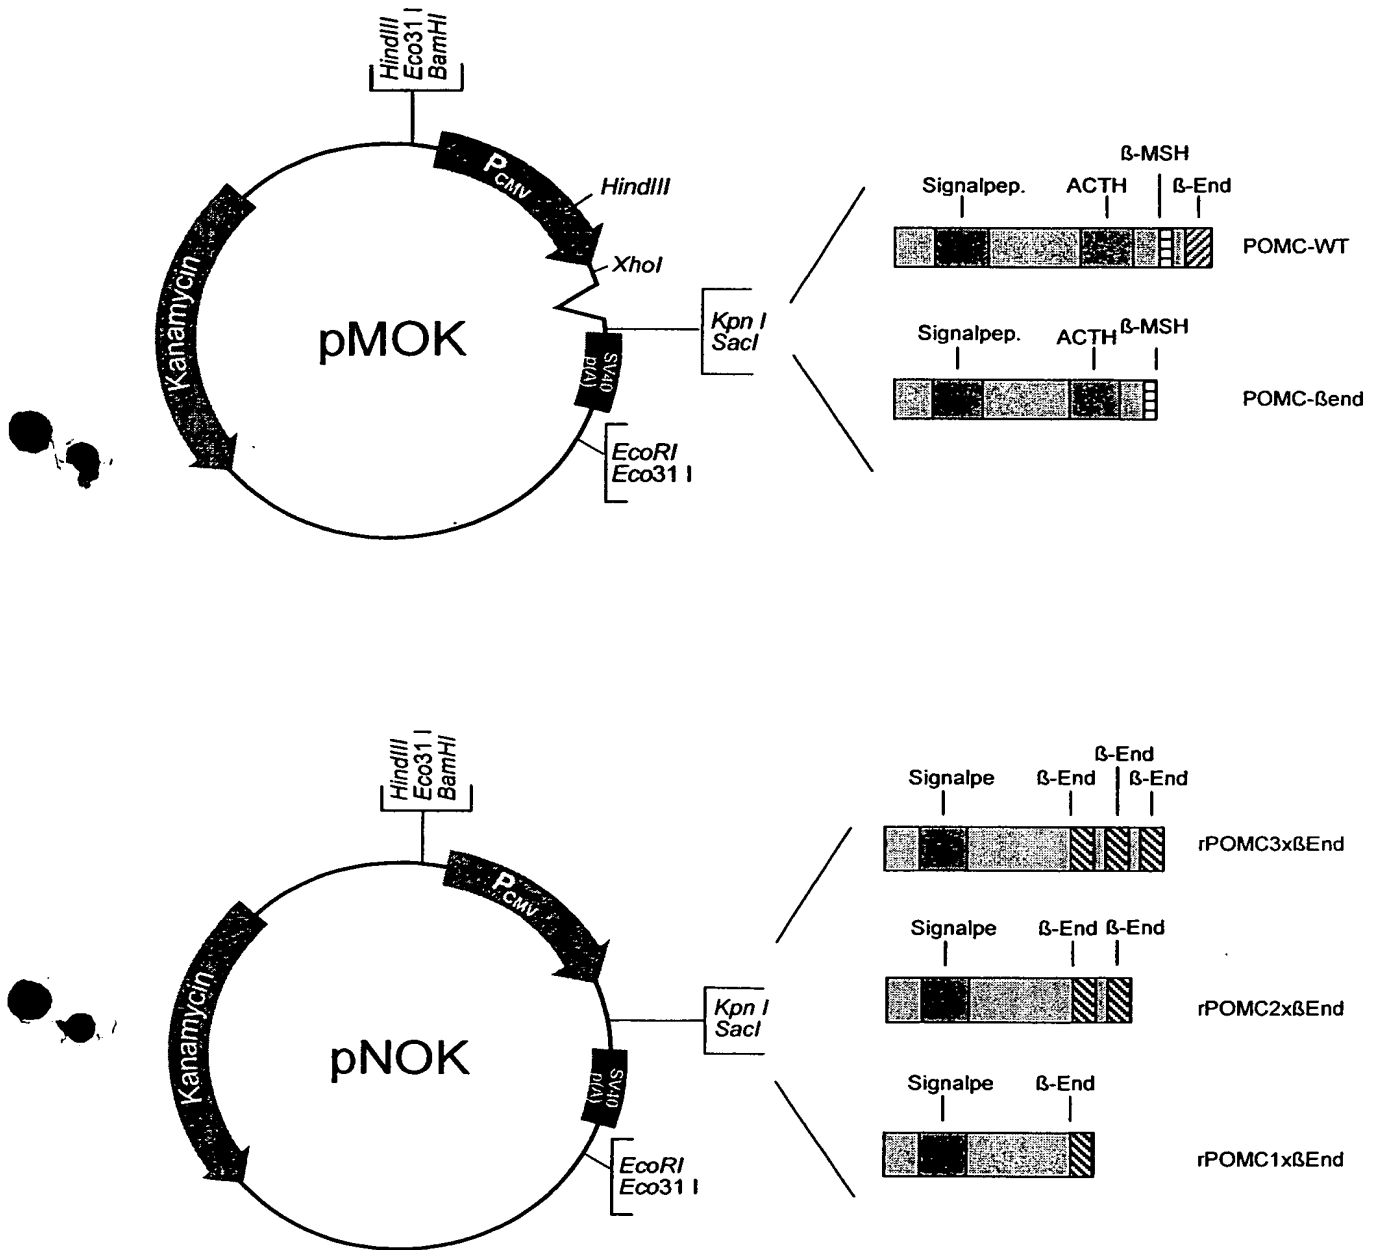 HindIII
Eco31 I
BamHI
PCMV
HindIII
XhoI
Kanamycin
pMOK
Kpn I
SacI
SV40
p(A)
EcoRI
Eco31 I
ß-MSH
Signalpep.
ACTH
ß-End
POMC-WT
ß-MSH
Signalpep.
ACTH
POMC-ßend
HindIII
Eco31 I
BamHI
PCMV
Kanamycin
pNOK
Kpn I
SacI
SV40
p(A)
EcoRI
Eco31 I
ß-End
Signalpe
ß-End
ß-End
rPOMC3xßEnd
Signalpe
ß-End
ß-End
rPOMC2xßEnd
Signalpe
ß-End
rPOMC1xßEnd